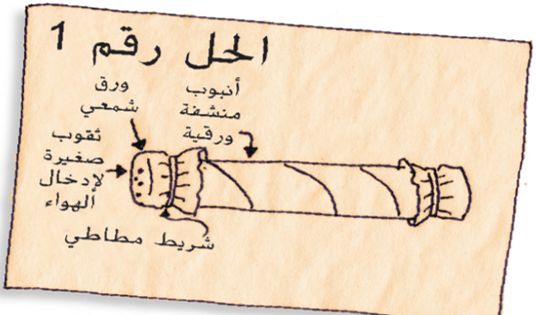 الحل رقم 1
أنبوب
منشفة
ورقية
ورق
شمعي
ثقوب
صغيرة
لإدخال
الهواء
شريط مطاطي